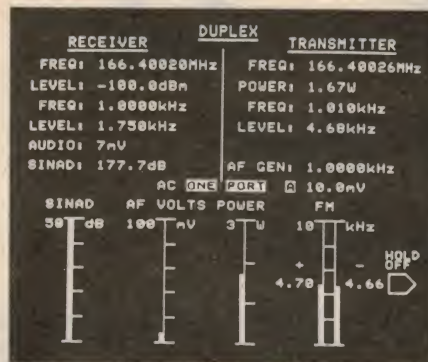 DUPLEX
RECEIVER
FREQ: 166.40020MHz
LEVEL: -100.0dBm
FREQ: 1.0000kHz
LEVEL: 1.750kHz
AUDIO: 7mV
SINAD: 177.7dB
TRANSMITTER
FREQ: 166.40026MHz
POWER: 1.67W
FREQ: 1.010kHz
LEVEL: 4.68kHz
AF GEN: 1.0000kHz
AC ONE PORT A 10.0mV
SINAD AF VOLTS POWER FM
50 dB 100 mV 3 W 10 kHz
+ - HOLD OFF
4.70 4.66